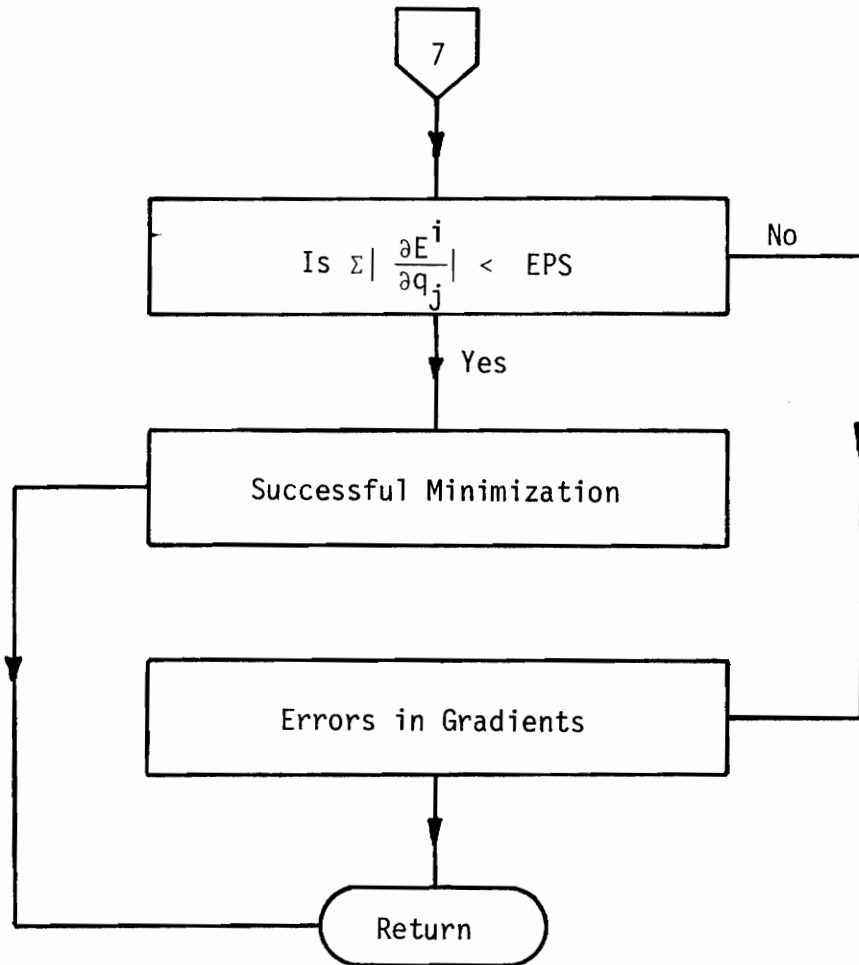 7
Is Σ| ∂E^i/∂q_j | < EPS
No
Yes
Successful Minimization
Errors in Gradients
Return